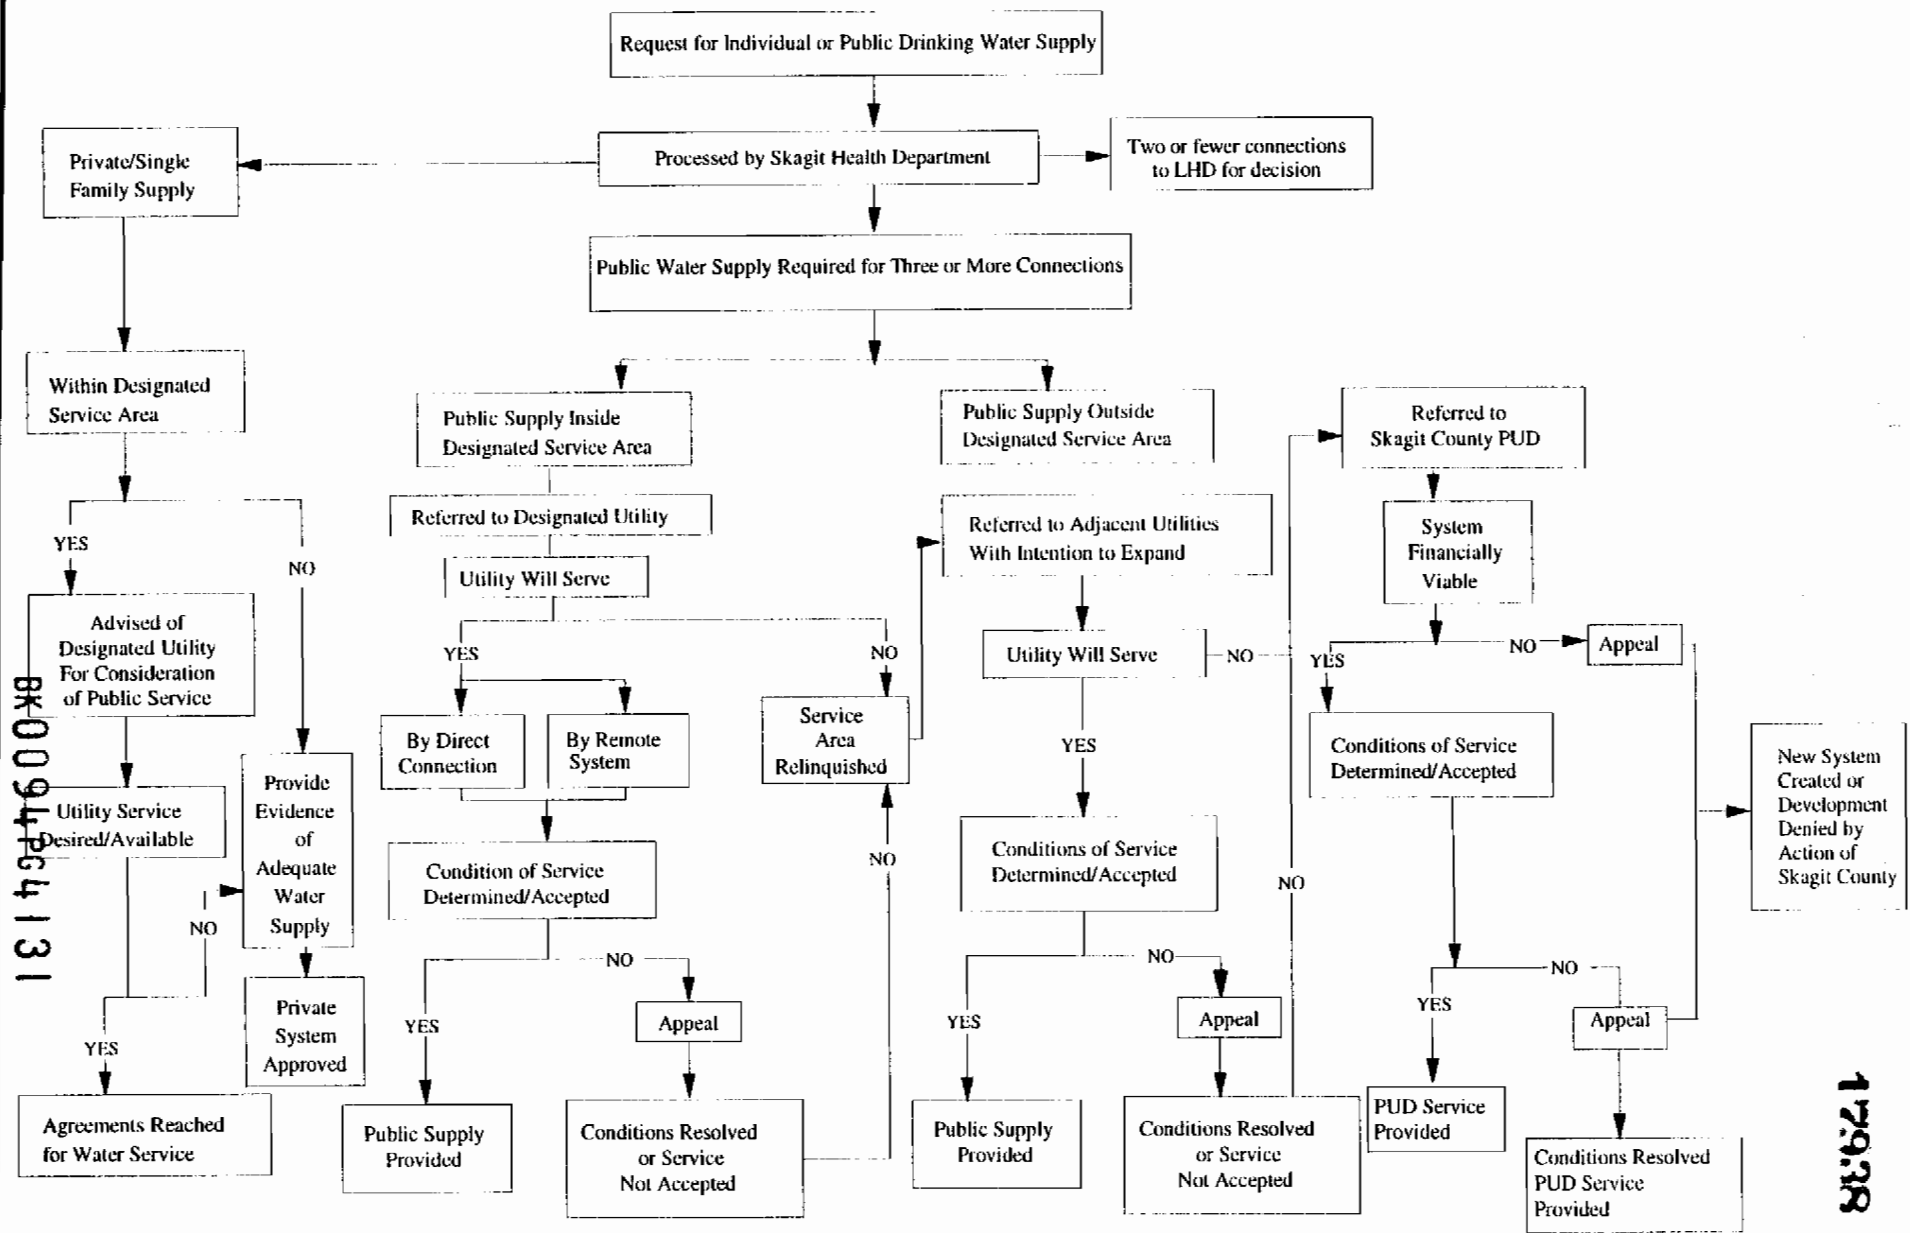 Request for Individual or Public Drinking Water Supply
Private/Single
Family Supply
Processed by Skagit Health Department
Two or fewer connections
to LHD for decision
Public Water Supply Required for Three or More Connections
Within Designated
Service Area
Public Supply Inside
Designated Service Area
Public Supply Outside
Designated Service Area
Referred to
Skagit County PUD
YES
NO
Referred to Designated Utility
Utility Will Serve
Referred to Adjacent Utilities
With Intention to Expand
System
Financially
Viable
Advised of
Designated Utility
For Consideration
of Public Service
YES
NO
Utility Will Serve
NO
YES
NO
Appeal
By Direct
Connection
By Remote
System
Service
Area
Relinquished
YES
Conditions of Service
Determined/Accepted
New System
Created or
Development
Denied by
Action of
Skagit County
Utility Service
Desired/Available
Provide
Evidence
of
Adequate
Water
Supply
NO
Condition of Service
Determined/Accepted
NO
Conditions of Service
Determined/Accepted
NO
Private
System
Approved
YES
NO
Appeal
YES
NO
Appeal
YES
NO
Appeal
YES
Agreements Reached
for Water Service
Public Supply
Provided
Conditions Resolved
or Service
Not Accepted
Public Supply
Provided
Conditions Resolved
or Service
Not Accepted
PUD Service
Provided
Conditions Resolved
PUD Service
Provided
BK0094PG4131
17938